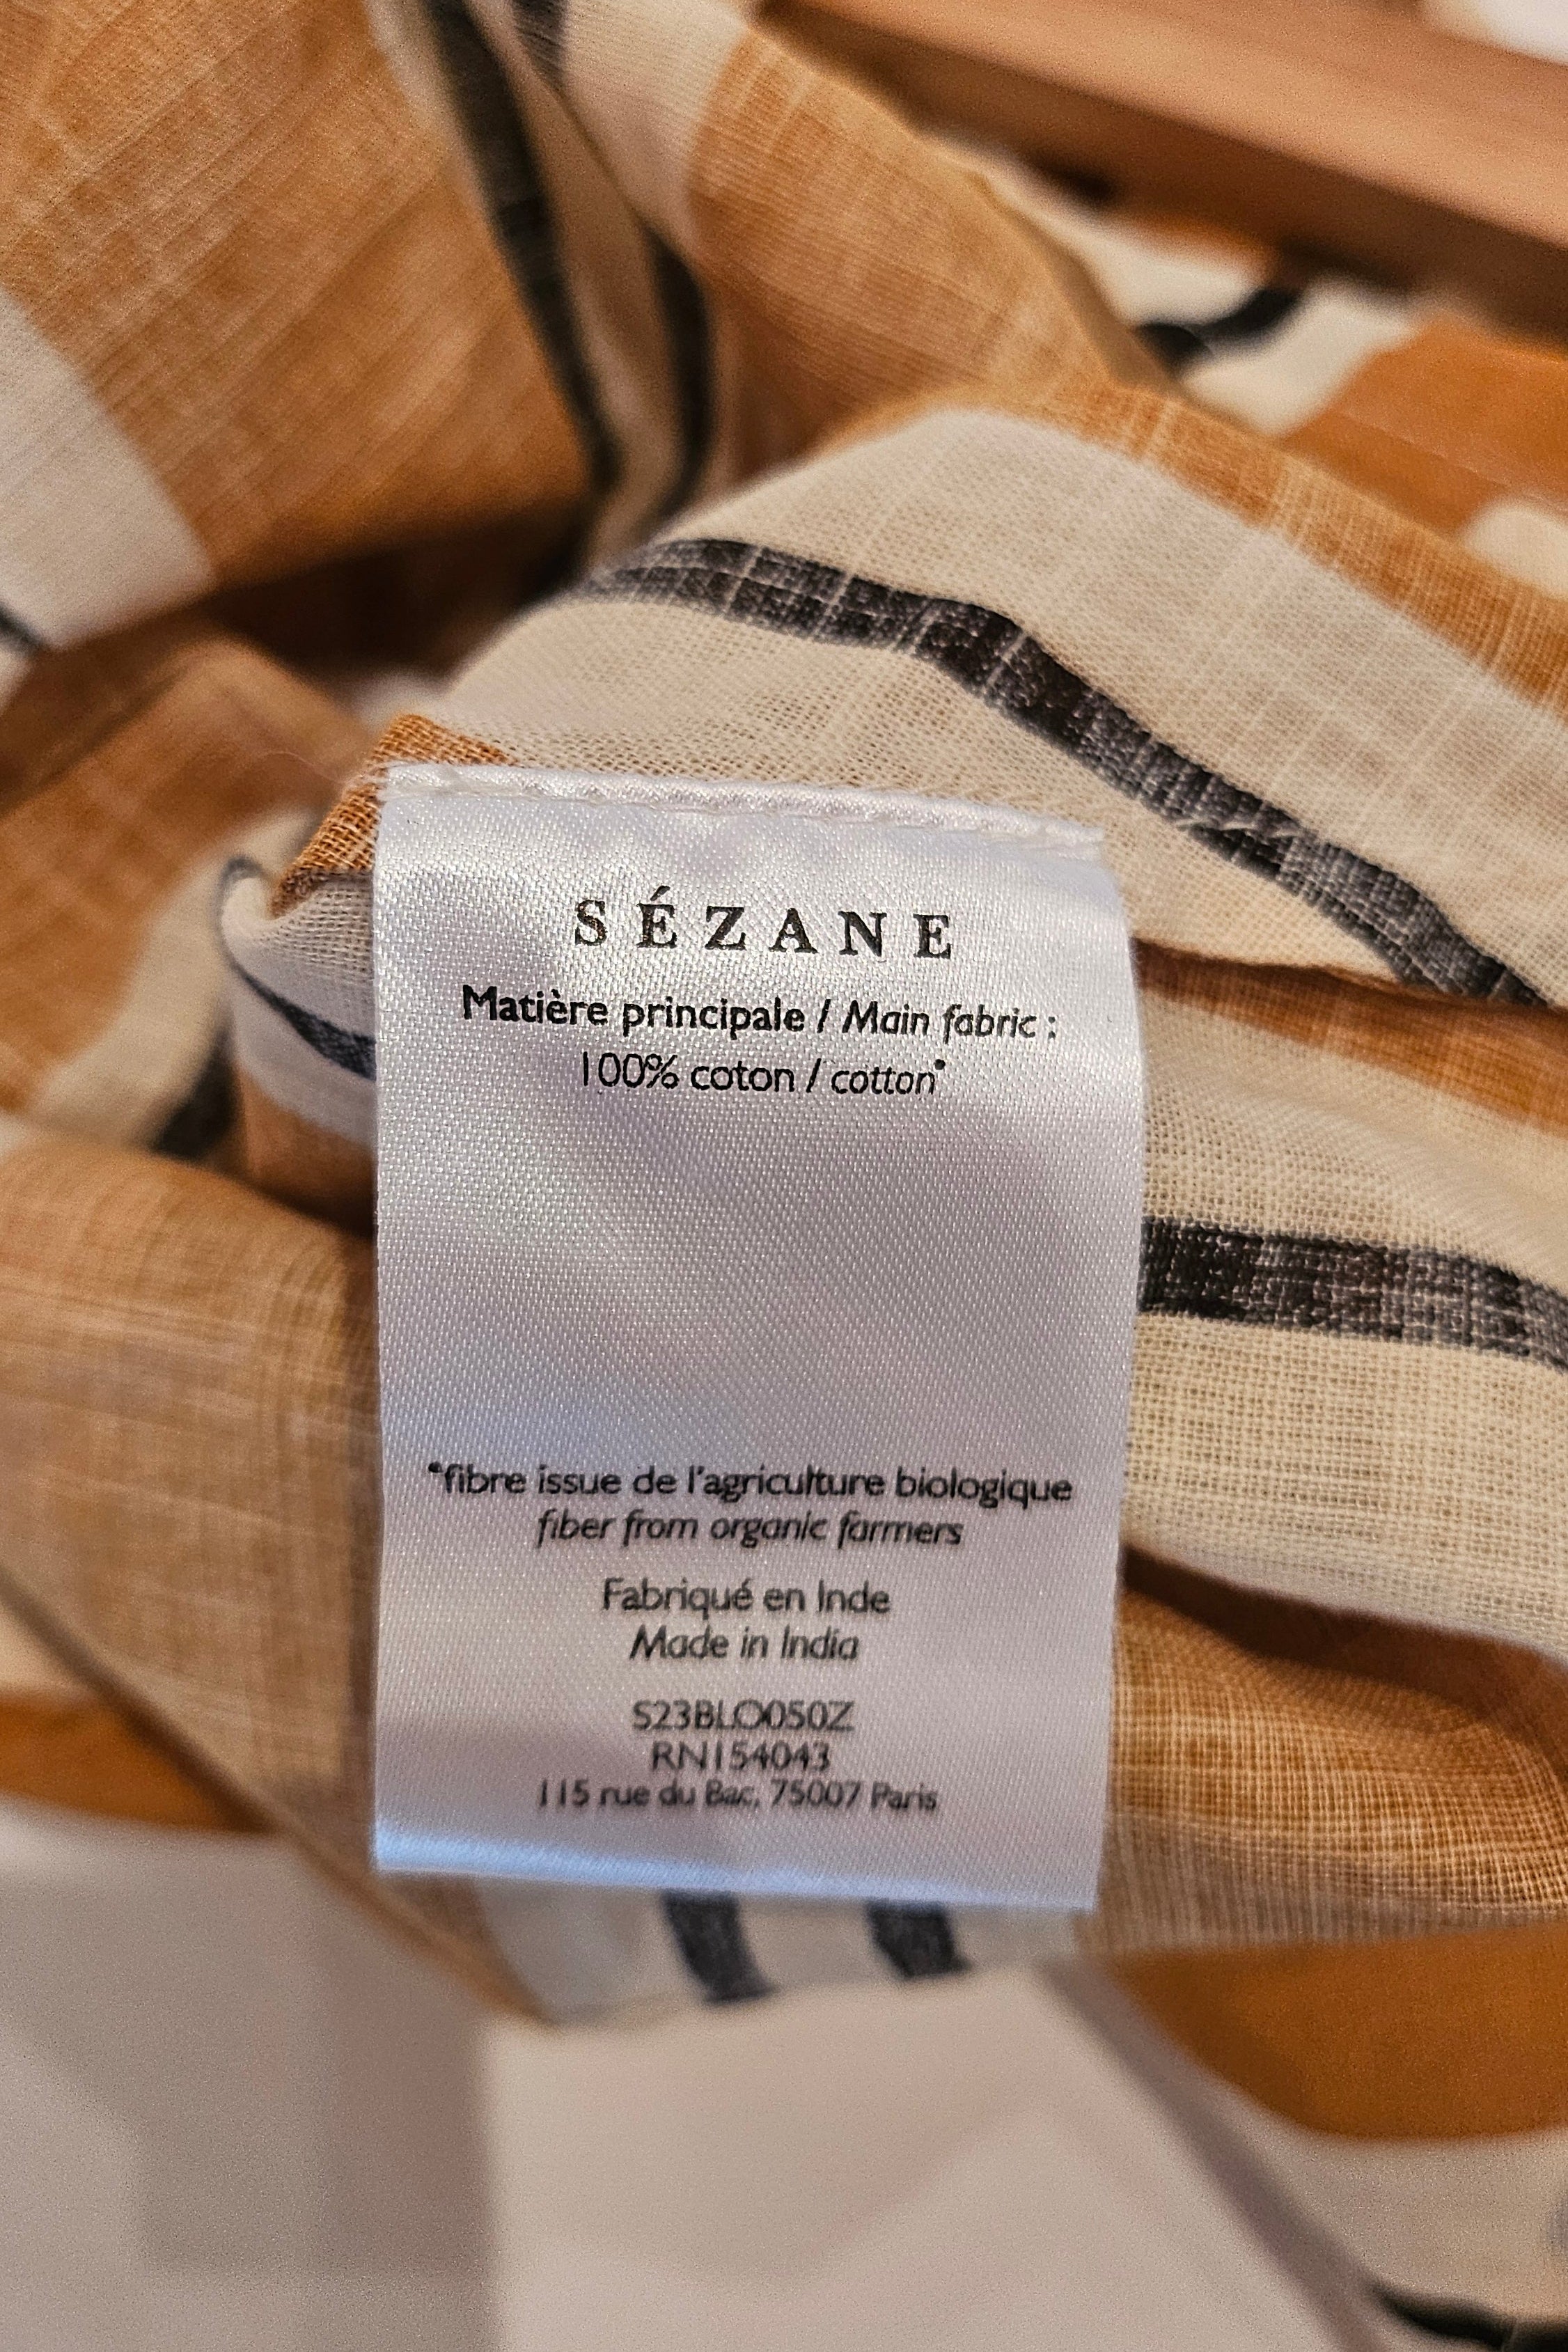 SÉZANE
Matière principale / Main fabric :
100% coton / cotton*
*fibre issue de l'agriculture biologique
fiber from organic farmers
Fabriqué en Inde
Made in India
S23BLO050Z
RN154043
115 rue du Bac, 75007 Paris